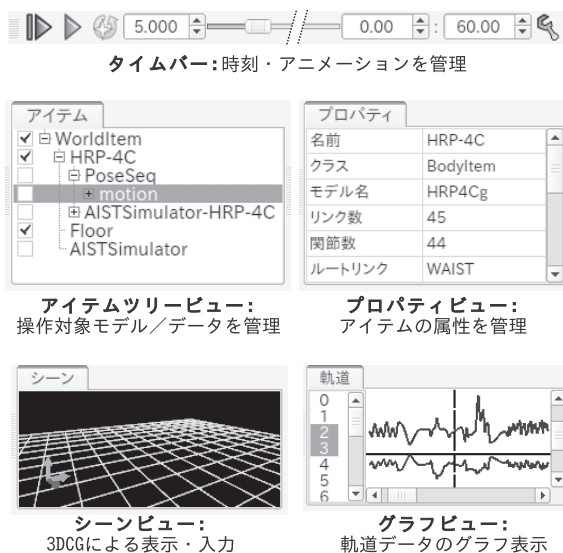 5.000
0.00 : 60.00
タイムバー:時刻・アニメーションを管理
アイテム
WorldItem
HRP-4C
PoseSeq
motion
AISTSimulator-HRP-4C
Floor
AISTSimulator
アイテムツリービュー:
操作対象モデル／データを管理
プロパティ
名前 HRP-4C
クラス BodyItem
モデル名 HRP4Cg
リンク数 45
関節数 44
ルートリンク WAIST
プロパティビュー:
アイテムの属性を管理
シーン
シーンビュー:
3DCGによる表示・入力
軌道
0
1
2
3
4
5
6
グラフビュー:
軌道データのグラフ表示